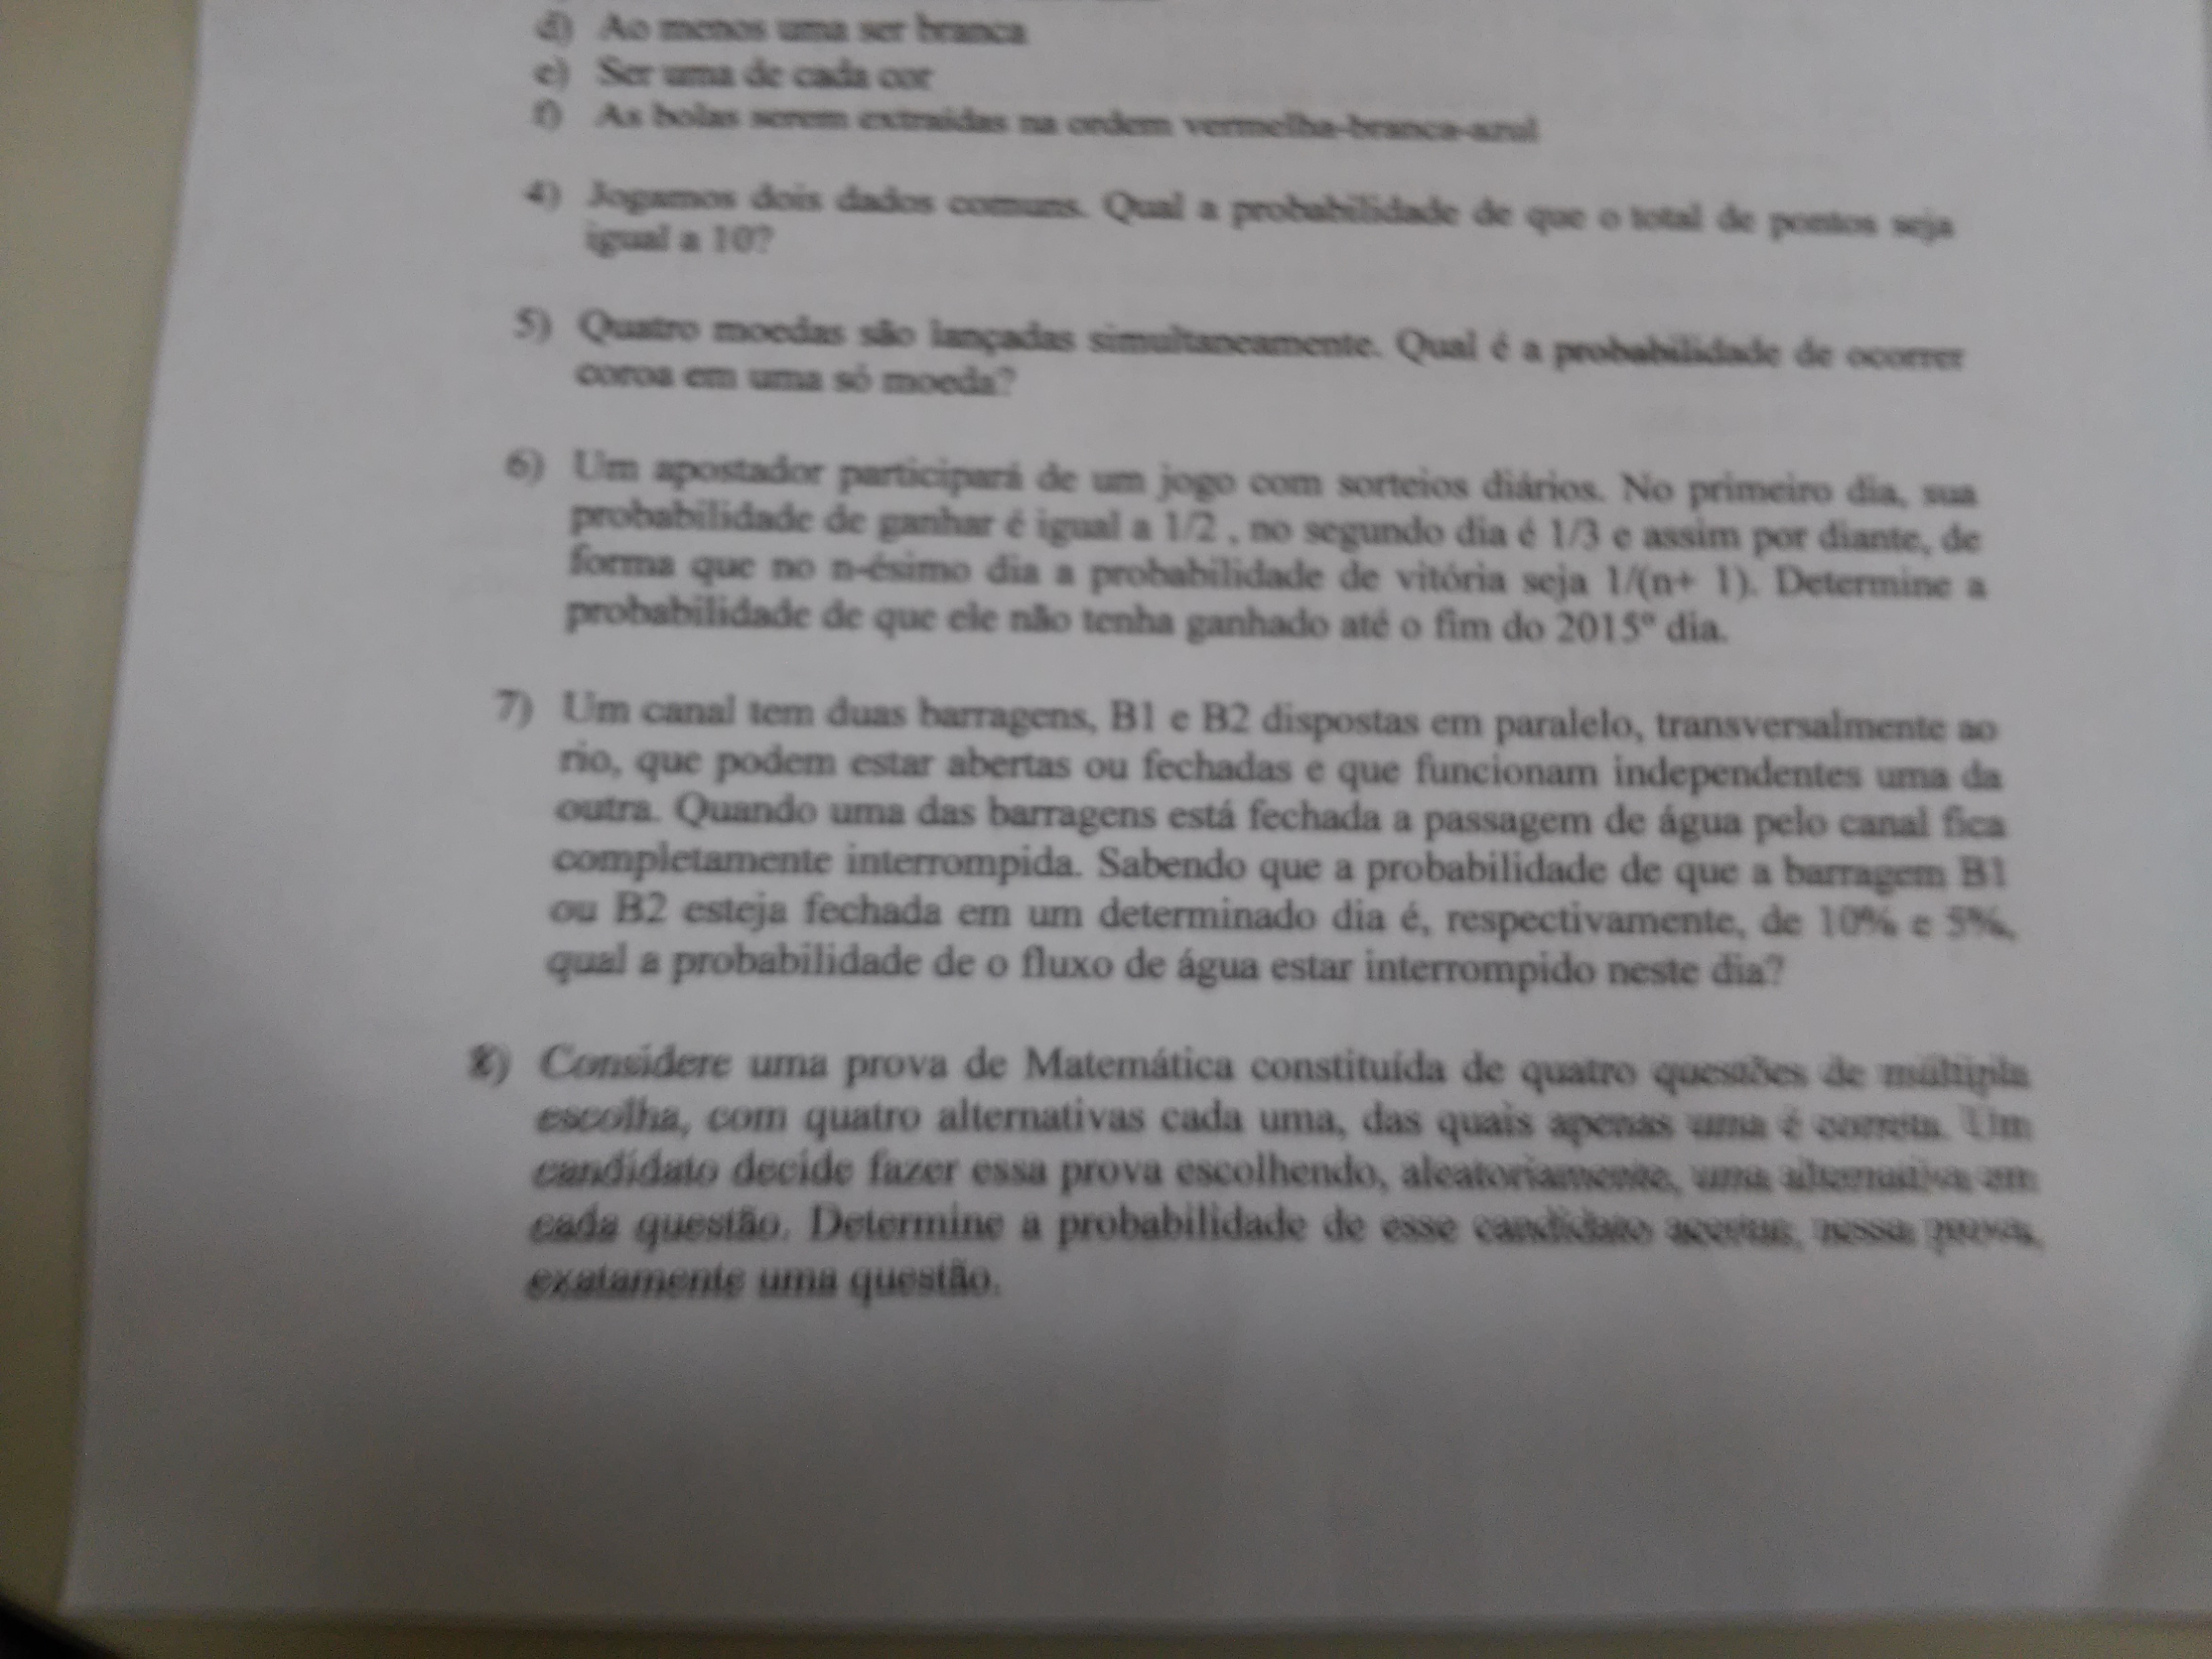 d) Ao menos uma ser branca
e) Ser uma de cada cor
f) As bolas serem extraídas na ordem vermelha-branca-azul
4) Jogamos dois dados comuns. Qual a probabilidade de que o total de pontos seja
igual a 10?
5) Quatro moedas são lançadas simultaneamente. Qual é a probabilidade de ocorrer
coroa em uma só moeda?
6) Um apostador participará de um jogo com sorteios diários. No primeiro dia, sua
probabilidade de ganhar é igual a 1/2 , no segundo dia é 1/3 e assim por diante, de
forma que no n-ésimo dia a probabilidade de vitória seja 1/(n+ 1). Determine a
probabilidade de que ele não tenha ganhado até o fim do 2015º dia.
7) Um canal tem duas barragens, B1 e B2 dispostas em paralelo, transversalmente ao
rio, que podem estar abertas ou fechadas e que funcionam independentes uma da
outra. Quando uma das barragens está fechada a passagem de água pelo canal fica
completamente interrompida. Sabendo que a probabilidade de que a barragem B1
ou B2 esteja fechada em um determinado dia é, respectivamente, de 10% e 5%,
qual a probabilidade de o fluxo de água estar interrompido neste dia?
8) Considere uma prova de Matemática constituída de quatro questões de múltipla
escolha, com quatro alternativas cada uma, das quais apenas uma é correta. Um
candidato decide fazer essa prova escolhendo, aleatoriamente, uma alternativa em
cada questão. Determine a probabilidade de esse candidato acertar, nessa prova,
exatamente uma questão.